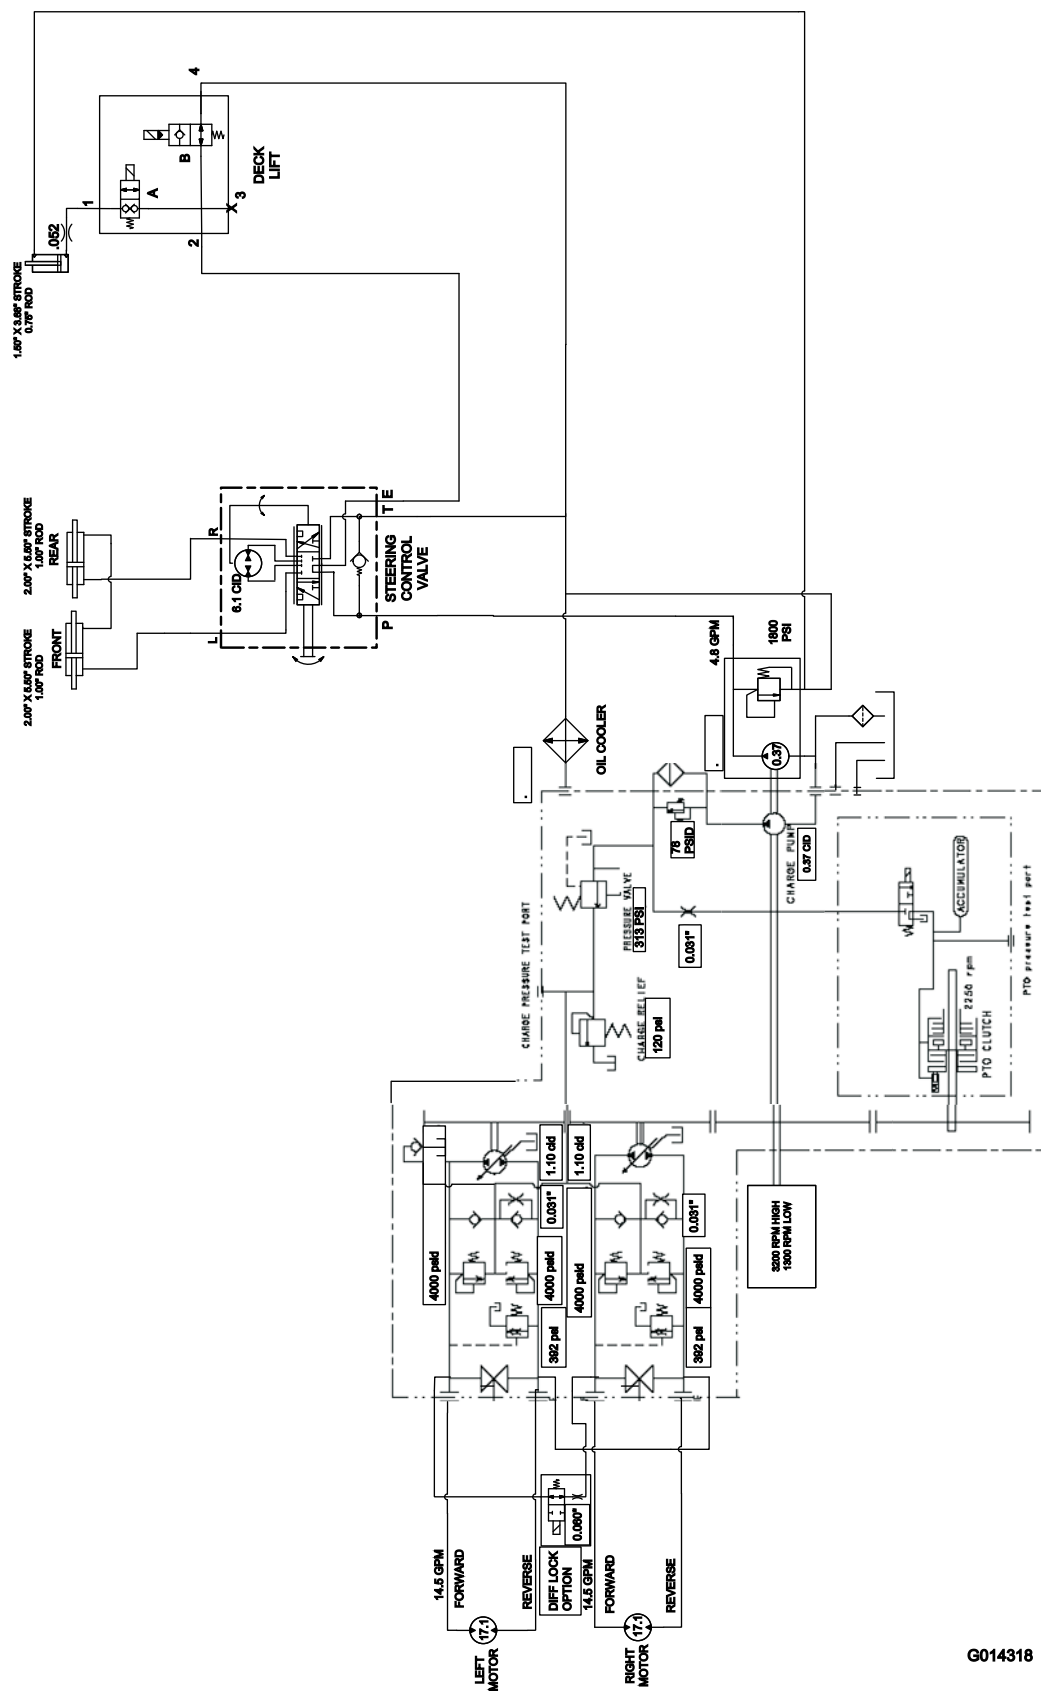 4
B
A
DECK
LIFT
1
.052
3
2
1.50" X 3.68" STROKE
0.75" ROD
2.00" X 5.50" STROKE
1.00" ROD
REAR
R
6.1 CID
E
T
STEERING
CONTROL
VALVE
P
L
2.00" X 5.50" STROKE
1.00" ROD
FRONT
4.8 GPM
1800
PSI
OIL COOLER
0.37
76
PSID
CHARGE PUMP
0.37 CID
PRESSURE VALVE
313 PSI
0.031"
CHARGE PRESSURE TEST PORT
CHARGE RELIEF
120 psi
ACCUMULATOR
PTO pressure test port
2250 rpm
PTO CLUTCH
1.10 cid
1.10 cid
0.031"
0.031"
4000 psid
4000 psid
4000 psid
4000 psid
392 psi
392 psi
3200 RPM HIGH
1300 RPM LOW
0.060"
DIFF LOCK
OPTION
14.5 GPM
FORWARD
REVERSE
14.5 GPM
FORWARD
REVERSE
17.1
LEFT
MOTOR
17.1
RIGHT
MOTOR
G014318